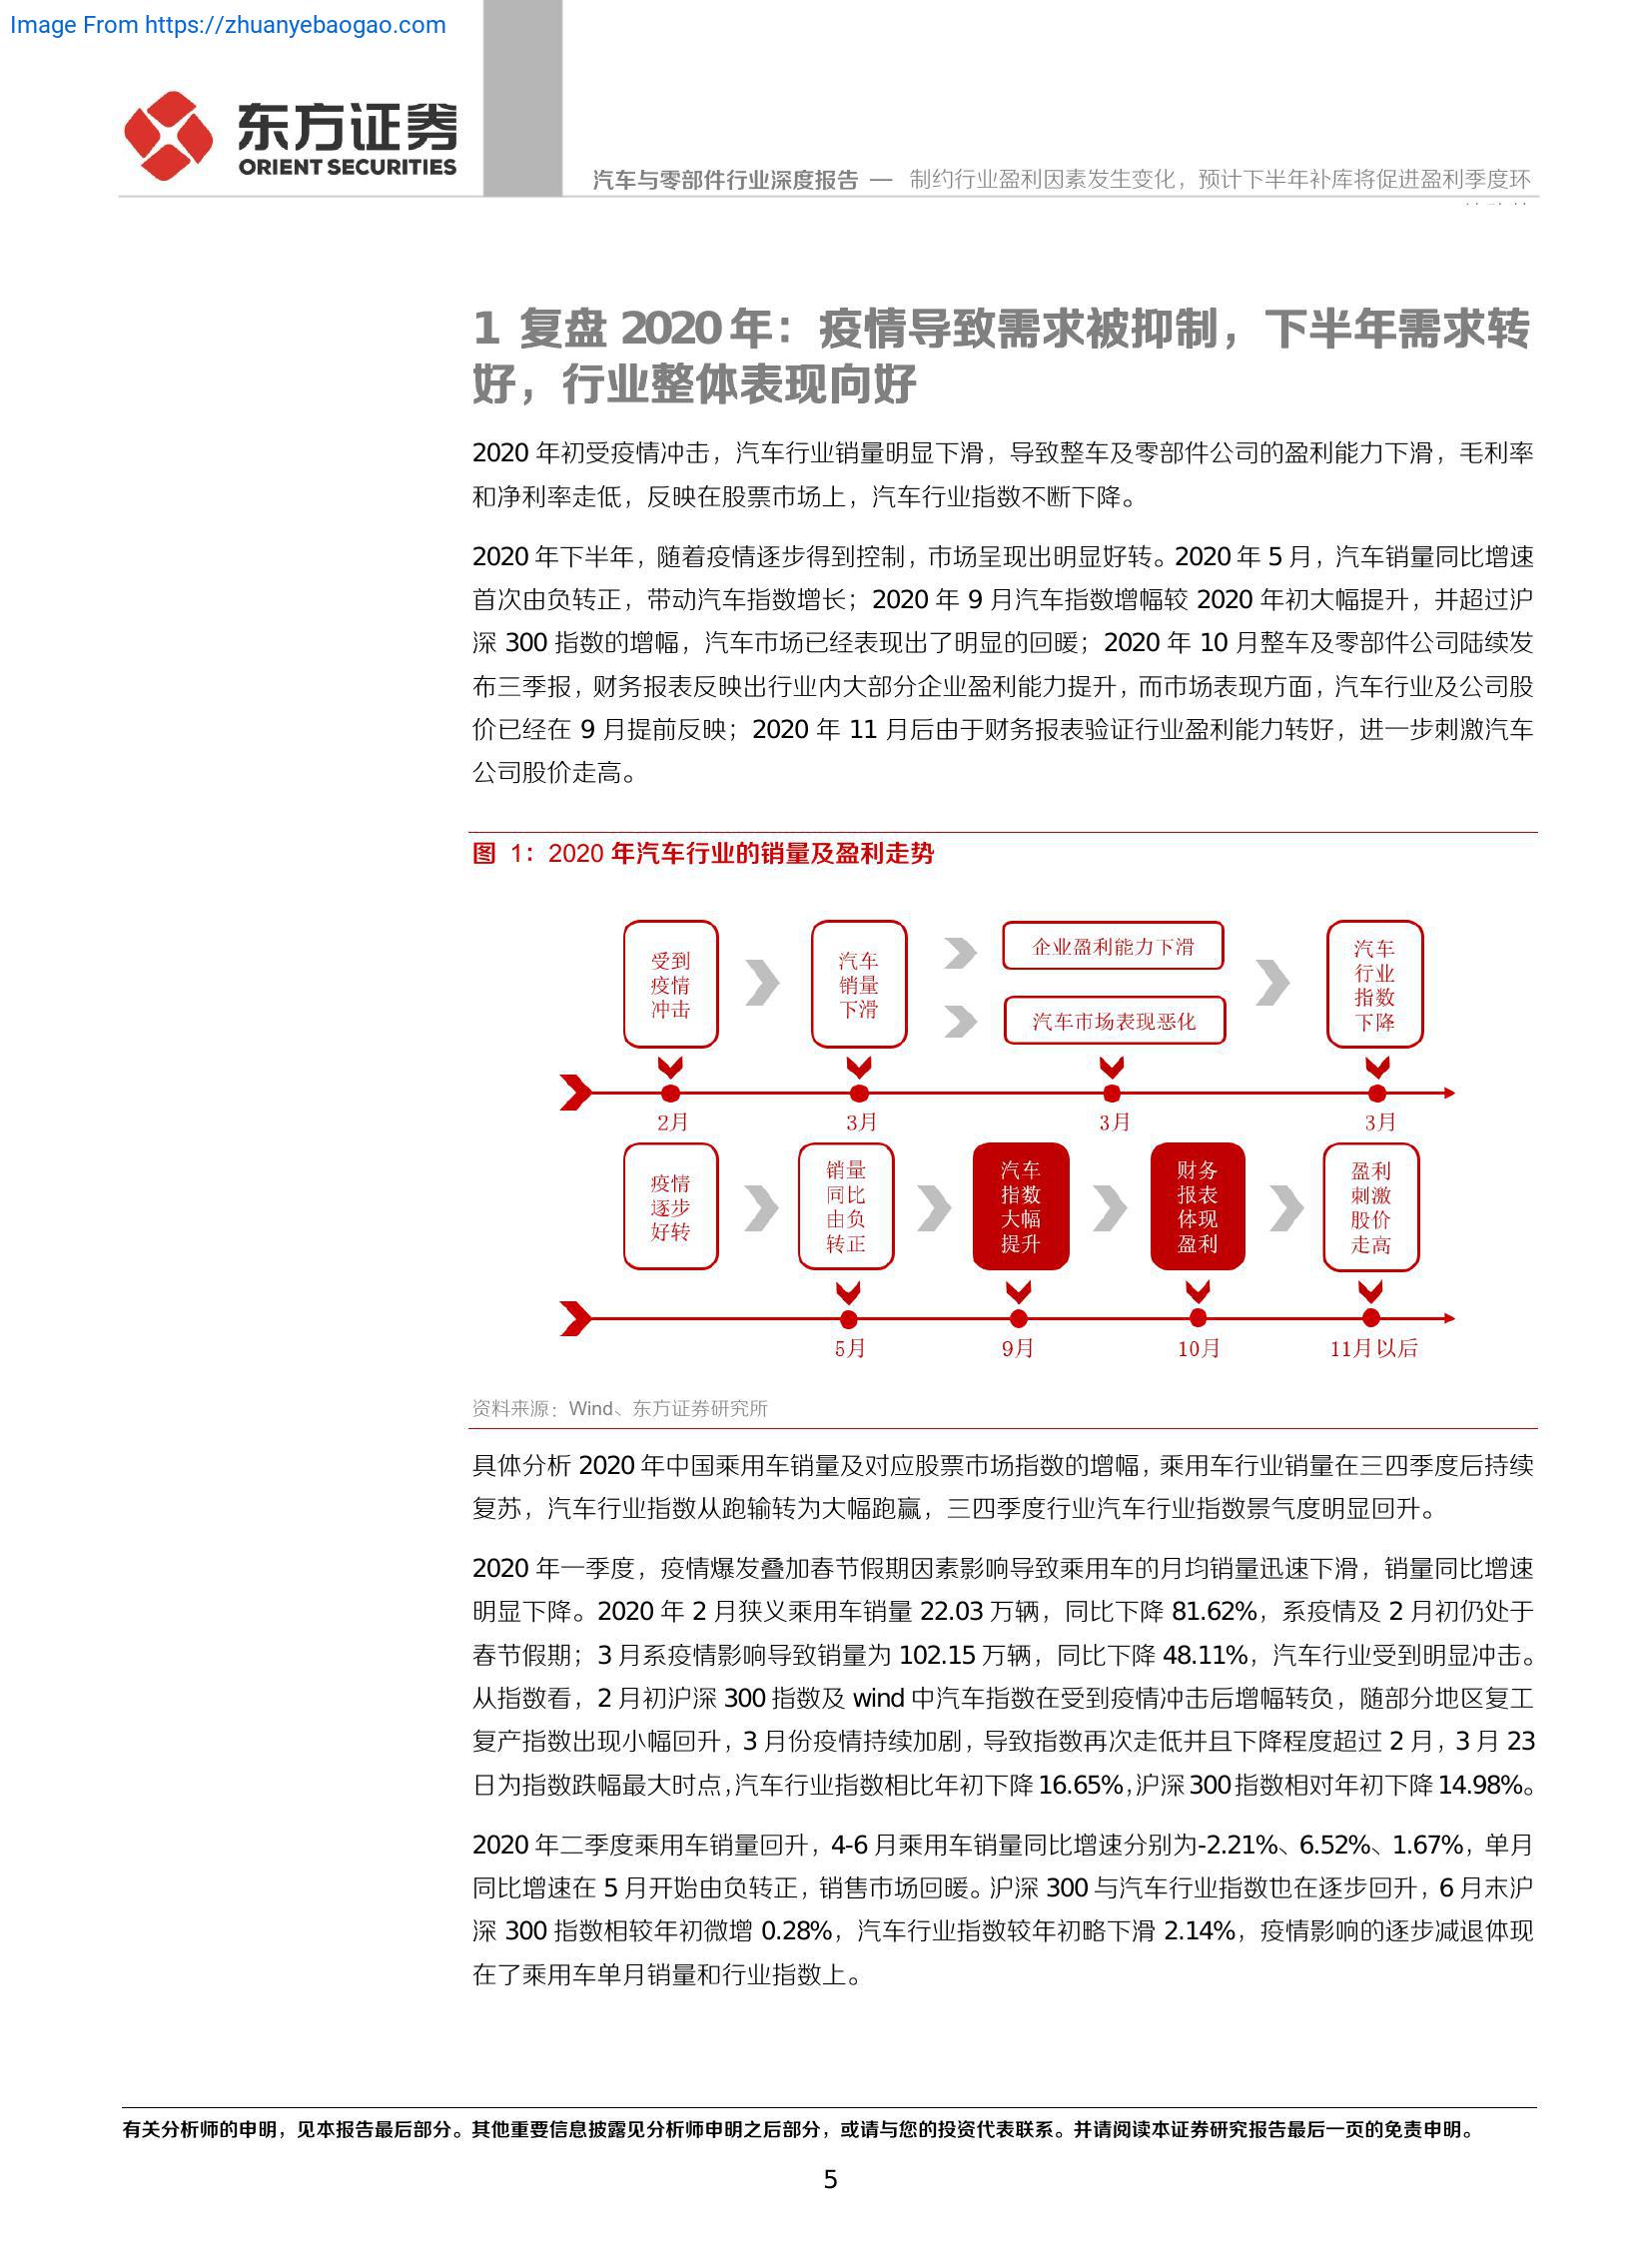 Image From https://zhuanyebaogao.com
东方证券
ORIENT SECURITIES
汽车与零部件行业深度报告 — 制约行业盈利因素发生变化，预计下半年补库将促进盈利季度环
1 复盘 2020 年：疫情导致需求被抑制，下半年需求转
好，行业整体表现向好
2020 年初受疫情冲击，汽车行业销量明显下滑，导致整车及零部件公司的盈利能力下滑，毛利率
和净利率走低，反映在股票市场上，汽车行业指数不断下降。
2020 年下半年，随着疫情逐步得到控制，市场呈现出明显好转。2020 年 5 月，汽车销量同比增速
首次由负转正，带动汽车指数增长；2020 年 9 月汽车指数增幅较 2020 年初大幅提升，并超过沪
深 300 指数的增幅，汽车市场已经表现出了明显的回暖；2020 年 10 月整车及零部件公司陆续发
布三季报，财务报表反映出行业内大部分企业盈利能力提升，而市场表现方面，汽车行业及公司股
价已经在 9 月提前反映；2020 年 11 月后由于财务报表验证行业盈利能力转好，进一步刺激汽车
公司股价走高。
图 1：2020 年汽车行业的销量及盈利走势
受到
疫情
冲击
汽车
销量
下滑
企业盈利能力下滑
汽车市场表现恶化
汽车
行业
指数
下降
2月
3月
3月
3月
疫情
逐步
好转
销量
同比
由负
转正
汽车
指数
大幅
提升
财务
报表
体现
盈利
盈利
刺激
股价
走高
5月
9月
10月
11月以后
资料来源：Wind、东方证券研究所
具体分析 2020 年中国乘用车销量及对应股票市场指数的增幅，乘用车行业销量在三四季度后持续
复苏，汽车行业指数从跑输转为大幅跑赢，三四季度行业汽车行业指数景气度明显回升。
2020 年一季度，疫情爆发叠加春节假期因素影响导致乘用车的月均销量迅速下滑，销量同比增速
明显下降。2020 年 2 月狭义乘用车销量 22.03 万辆，同比下降 81.62%，系疫情及 2 月初仍处于
春节假期；3 月系疫情影响导致销量为 102.15 万辆，同比下降 48.11%，汽车行业受到明显冲击。
从指数看，2 月初沪深 300 指数及 wind 中汽车指数在受到疫情冲击后增幅转负，随部分地区复工
复产指数出现小幅回升，3 月份疫情持续加剧，导致指数再次走低并且下降程度超过 2 月，3 月 23
日为指数跌幅最大时点，汽车行业指数相比年初下降 16.65%，沪深 300 指数相对年初下降 14.98%。
2020 年二季度乘用车销量回升，4-6 月乘用车销量同比增速分别为-2.21%、6.52%、1.67%，单月
同比增速在 5 月开始由负转正，销售市场回暖。沪深 300 与汽车行业指数也在逐步回升，6 月末沪
深 300 指数相较年初微增 0.28%，汽车行业指数较年初略下滑 2.14%，疫情影响的逐步减退体现
在了乘用车单月销量和行业指数上。
有关分析师的申明，见本报告最后部分。其他重要信息披露见分析师申明之后部分，或请与您的投资代表联系。并请阅读本证券研究报告最后一页的免责申明。
5